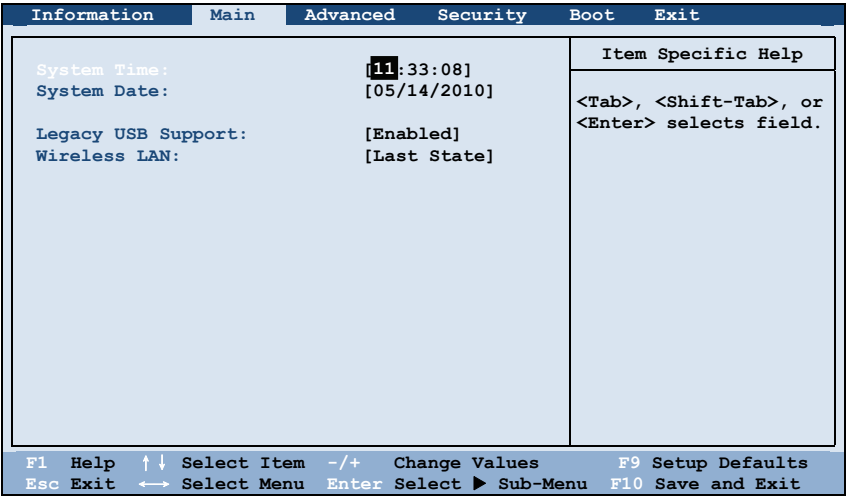 Information Main Advanced Security Boot Exit
Item Specific Help
System Time: [11:33:08]
System Date: [05/14/2010]
<Tab>, <Shift-Tab>, or
<Enter> selects field.
Legacy USB Support: [Enabled]
Wireless LAN: [Last State]
F1 Help ↑↓ Select Item -/+ Change Values F9 Setup Defaults
Esc Exit ←→ Select Menu Enter Select ▶ Sub-Menu F10 Save and Exit